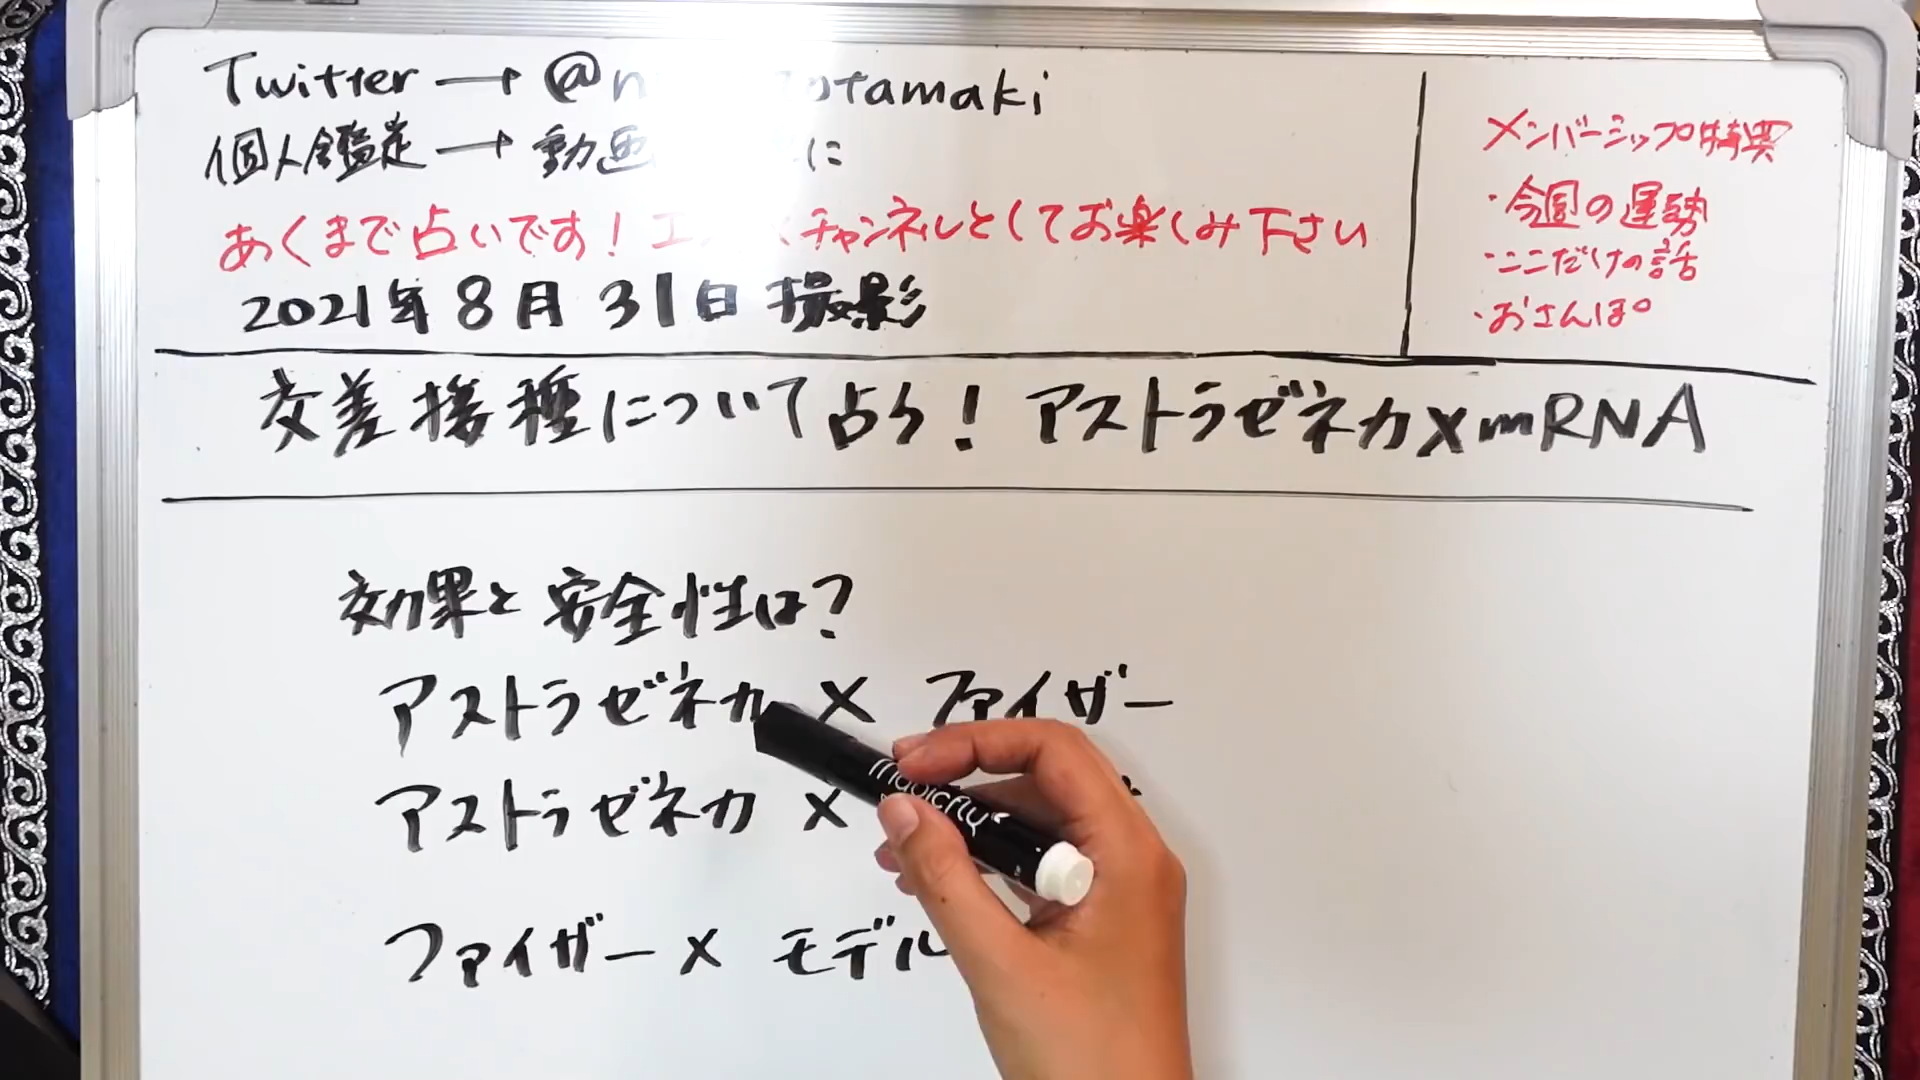 Twitter → @n otamaki
個人鑑定 → 動画 に
あくまで占いです! エ チャンネルとしてお楽しみ下さい
2021年8月31日撮影
メンバーシップ特典
・今週の運勢
・ここだけの話
・おさんぽ
交差接種について占う! アストラゼネカ×mRNA
効果と安全性は?
アストラゼネカ × ファイザー
アストラゼネカ ×
ファイザー × モデル
magicfly